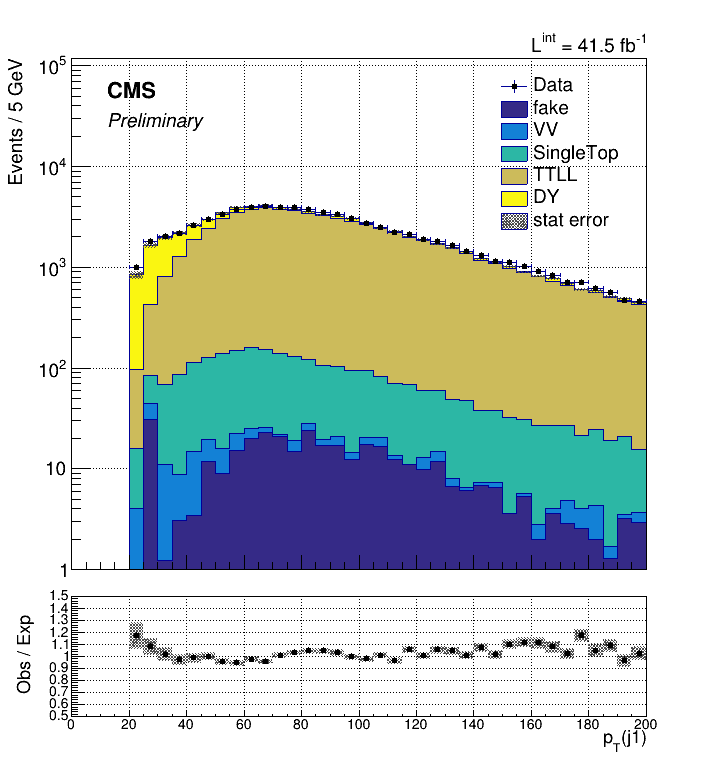 L^int = 41.5 fb^-1
Events / 5 GeV
10^5
10^4
10^3
10^2
10
1
CMS
Preliminary
Data
fake
VV
SingleTop
TTLL
DY
stat error
Obs / Exp
1.5
1.4
1.3
1.2
1.1
1
0.9
0.8
0.7
0.6
0.5
0 20 40 60 80 100 120 140 160 180 200
p_T(j1)